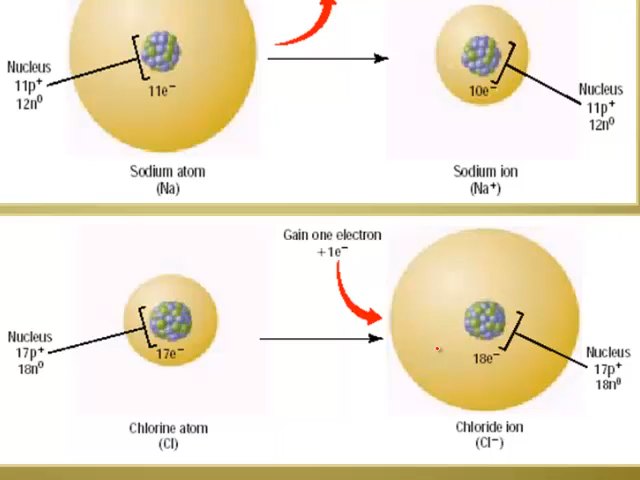 Nucleus
11p⁺
12n⁰
11e⁻
10e⁻
Nucleus
11p⁺
12n⁰
Sodium atom
(Na)
Sodium ion
(Na⁺)
Gain one electron
+1e⁻
Nucleus
17p⁺
18n⁰
17e⁻
18e⁻
Nucleus
17p⁺
18n⁰
Chlorine atom
(Cl)
Chloride ion
(Cl⁻)